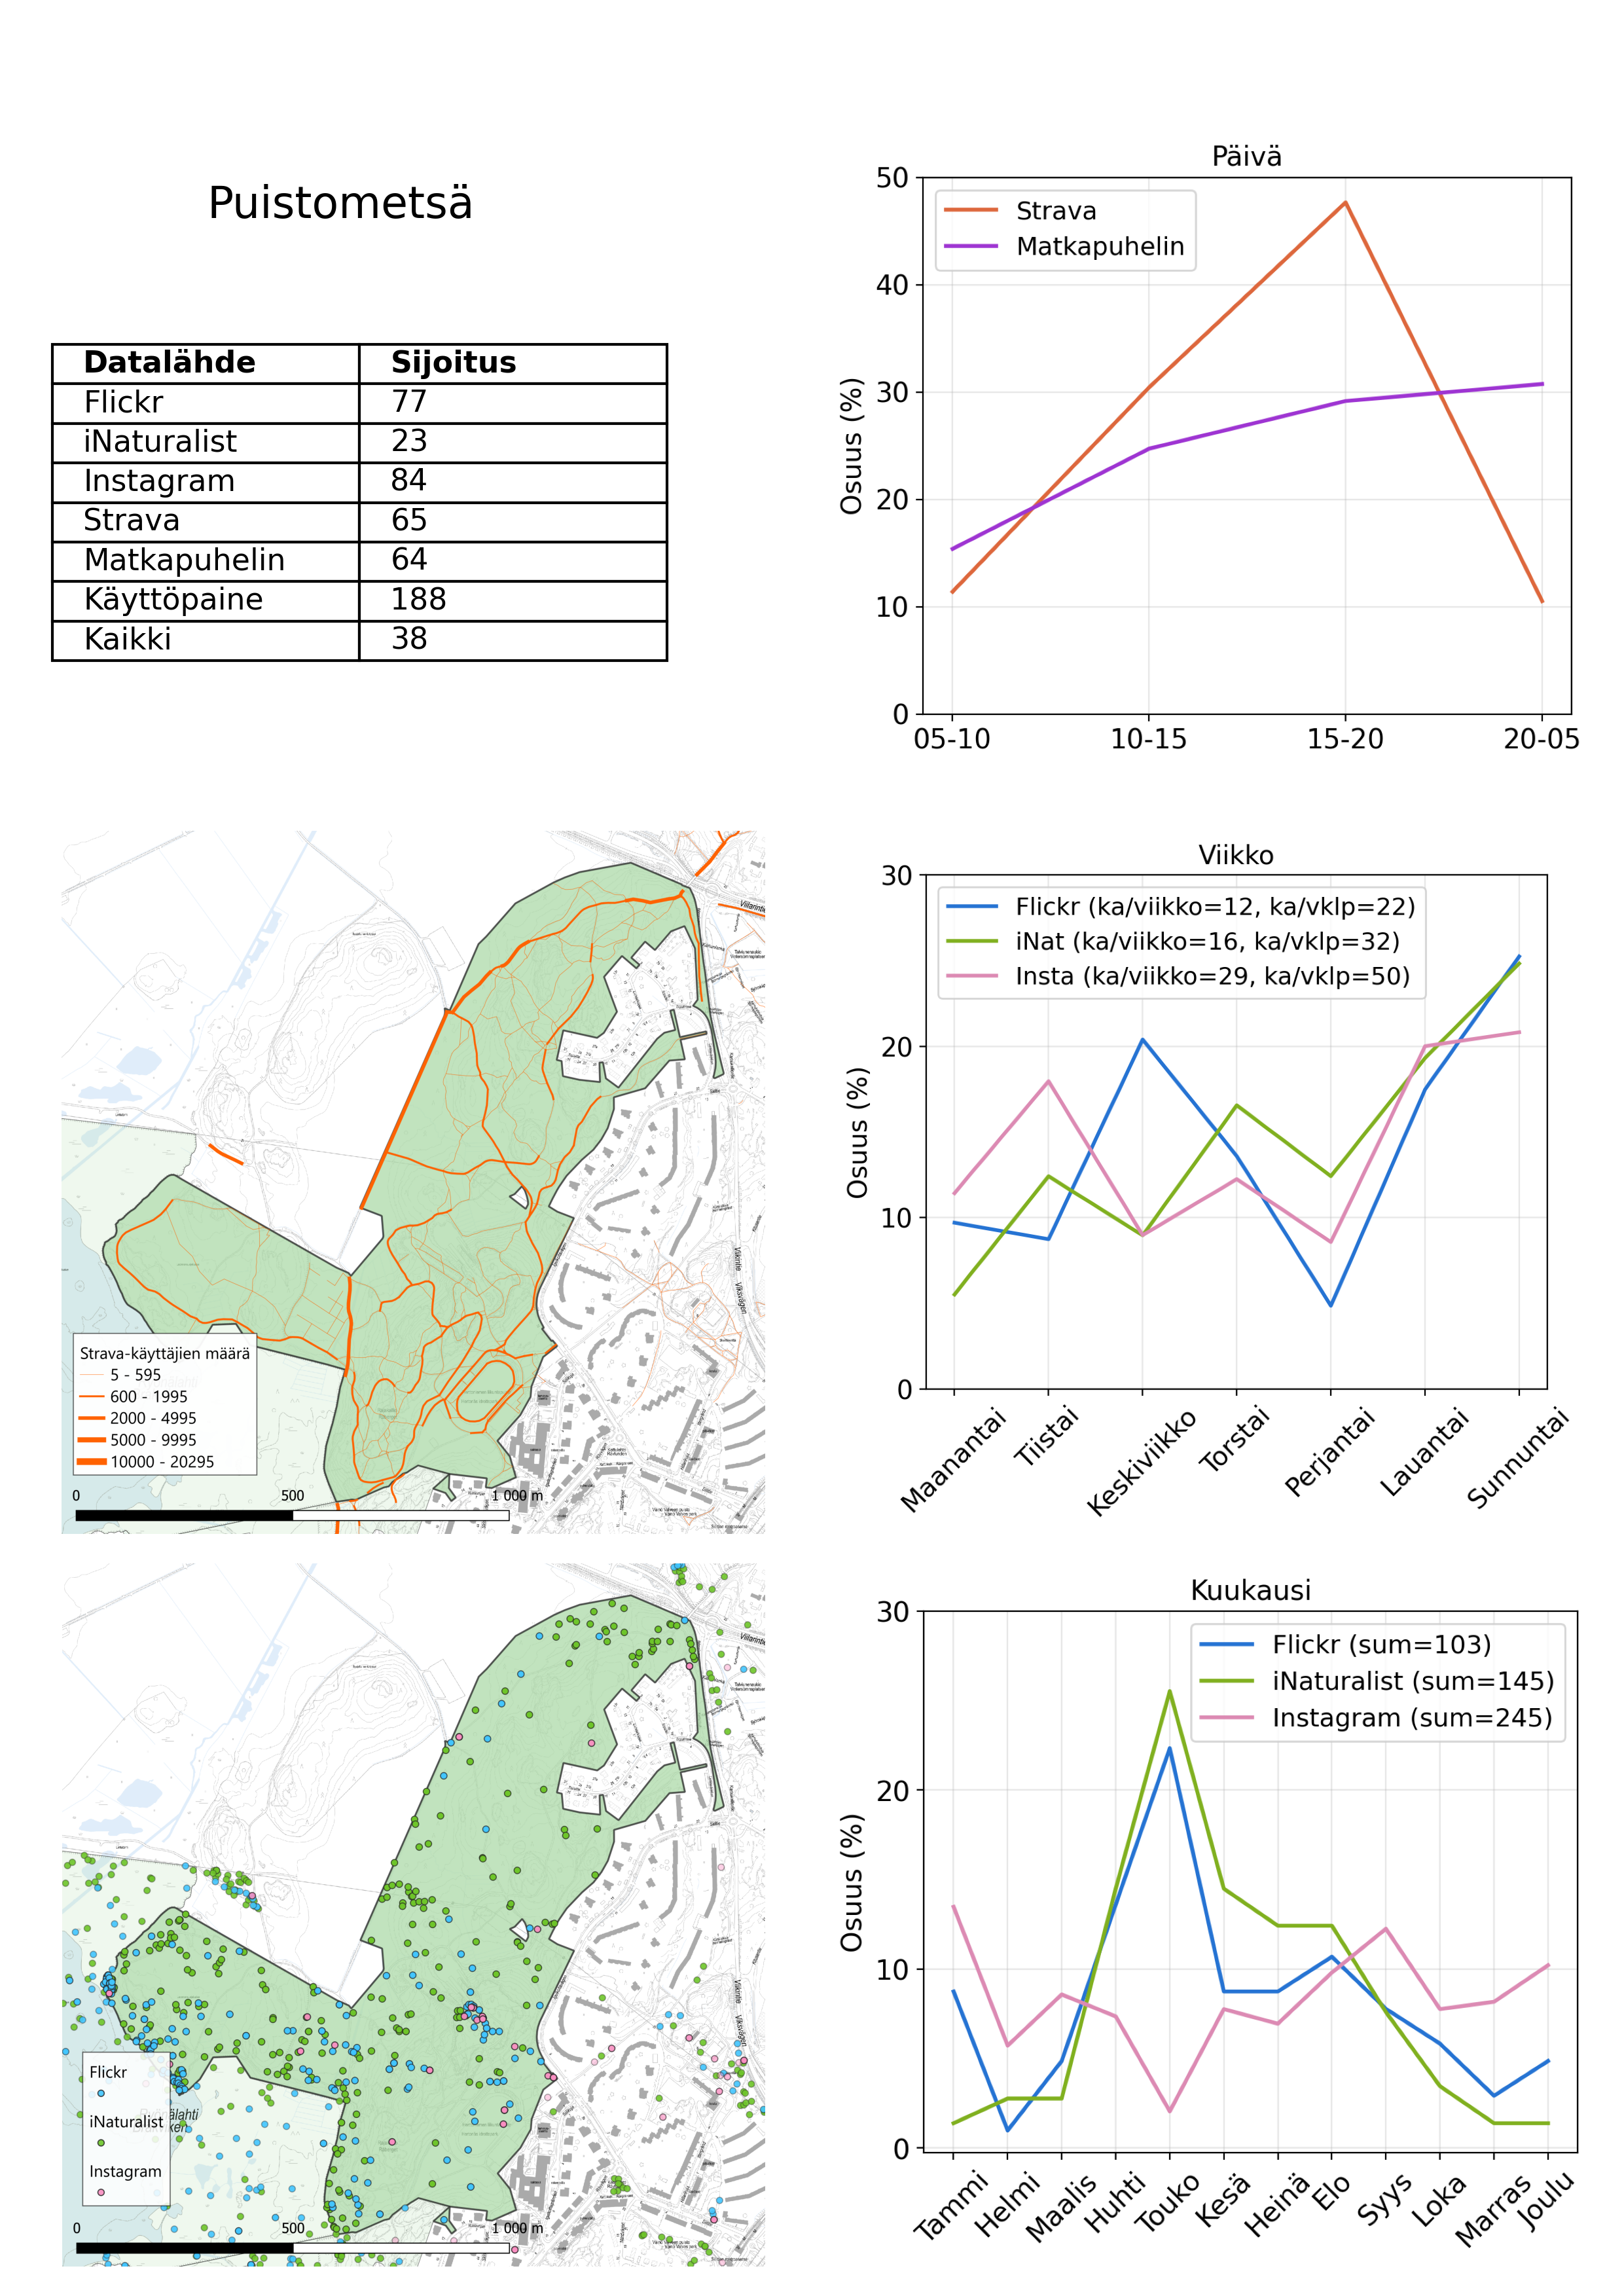 Puistometsä
Datalähde Sijoitus
Flickr 77
iNaturalist 23
Instagram 84
Strava 65
Matkapuhelin 64
Käyttöpaine 188
Kaikki 38
Päivä
Strava
Matkapuhelin
Osuus (%)
50
40
30
20
10
0
05-10 10-15 15-20 20-05
Strava-käyttäjien määrä
5 - 595
600 - 1995
2000 - 4995
5000 - 9995
10000 - 20295
0 500 1 000 m
Viikintie
Viksvägen
Viikko
Flickr (ka/viikko=12, ka/vklp=22)
iNat (ka/viikko=16, ka/vklp=32)
Insta (ka/viikko=29, ka/vklp=50)
Osuus (%)
30
20
10
0
Maanantai Tiistai Keskiviikko Torstai Perjantai Lauantai Sunnuntai
Flickr
iNaturalist
Instagram
0 500 1 000 m
Viikintie
Viksvägen
Kuukausi
Flickr (sum=103)
iNaturalist (sum=145)
Instagram (sum=245)
Osuus (%)
30
20
10
0
Tammi Helmi Maalis Huhti Touko Kesä Heinä Elo Syys Loka Marras Joulu